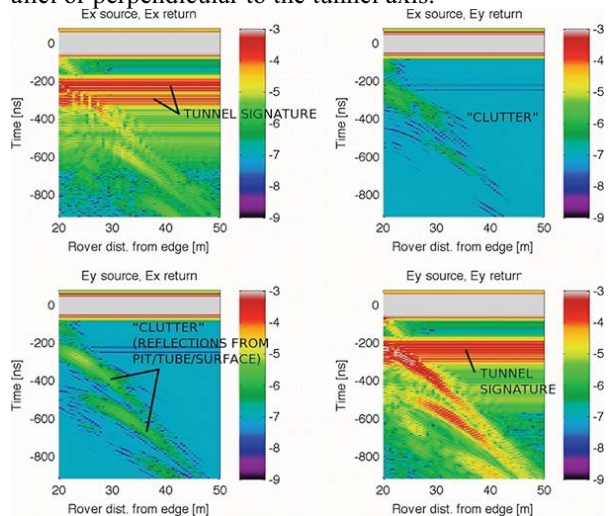 anel or perpendicular to the tunnel axis.
Ex source, Ex return
0
-200
-400
-600
-800
Time [ns]
TUNNEL SIGNATURE
20 30 40 50
Rover dist. from edge [m]
-3
-4
-5
-6
-7
-8
-9
Ex source, Ey return
0
-200
-400
-600
-800
Time [ns]
"CLUTTER"
20 30 40 50
Rover dist. from edge [m]
-3
-4
-5
-6
-7
-8
-9
Ey source, Ex return
0
-200
-400
-600
-800
Time [ns]
"CLUTTER"
(REFLECTIONS FROM
PIT/TUBE/SURFACE)
20 30 40 50
Rover dist. from edge [m]
-3
-4
-5
-6
-7
-8
-9
Ey source, Ey return
0
-200
-400
-600
-800
Time [ns]
TUNNEL
SIGNATURE
20 30 40 50
Rover dist. from edge [m]
-3
-4
-5
-6
-7
-8
-9